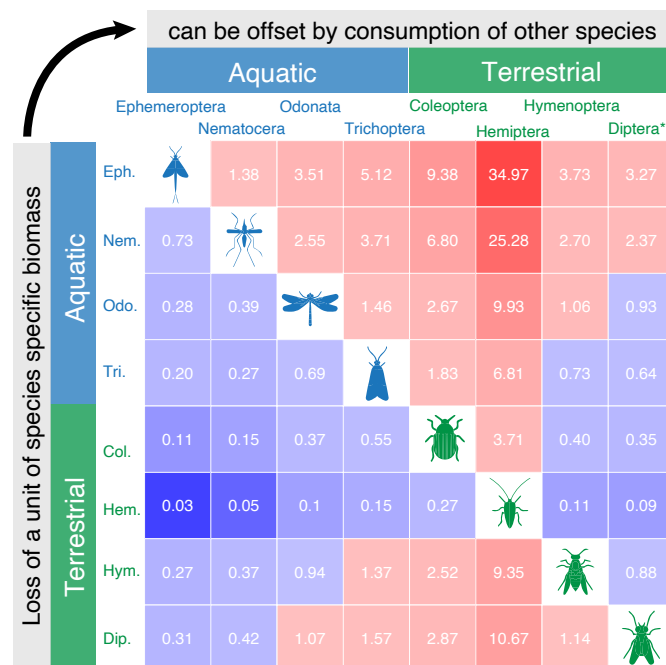 can be offset by consumption of other species
Aquatic Terrestrial
Ephemeroptera Odonata Coleoptera Hymenoptera
Nematocera Trichoptera Hemiptera Diptera*
Loss of a unit of species specific biomass
Aquatic
Terrestrial
Eph. 1.38 3.51 5.12 9.38 34.97 3.73 3.27
Nem. 0.73 2.55 3.71 6.80 25.28 2.70 2.37
Odo. 0.28 0.39 1.46 2.67 9.93 1.06 0.93
Tri. 0.20 0.27 0.69 1.83 6.81 0.73 0.64
Col. 0.11 0.15 0.37 0.55 3.71 0.40 0.35
Hem. 0.03 0.05 0.1 0.15 0.27 0.11 0.09
Hym. 0.27 0.37 0.94 1.37 2.52 9.35 0.88
Dip. 0.31 0.42 1.07 1.57 2.87 10.67 1.14